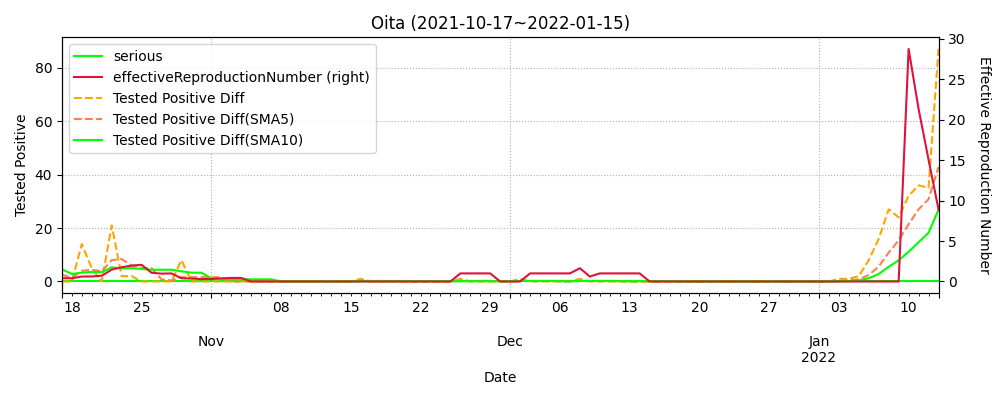 Oita (2021-10-17~2022-01-15)
serious
effectiveReproductionNumber (right)
Tested Positive Diff
Tested Positive Diff(SMA5)
Tested Positive Diff(SMA10)
Tested Positive
80
60
40
20
0
30
25
20
15
10
5
0
Effective Reproduction Number
18 25 08 15 22 29 06 13 20 27 03 10
Nov Dec Jan
2022
Date